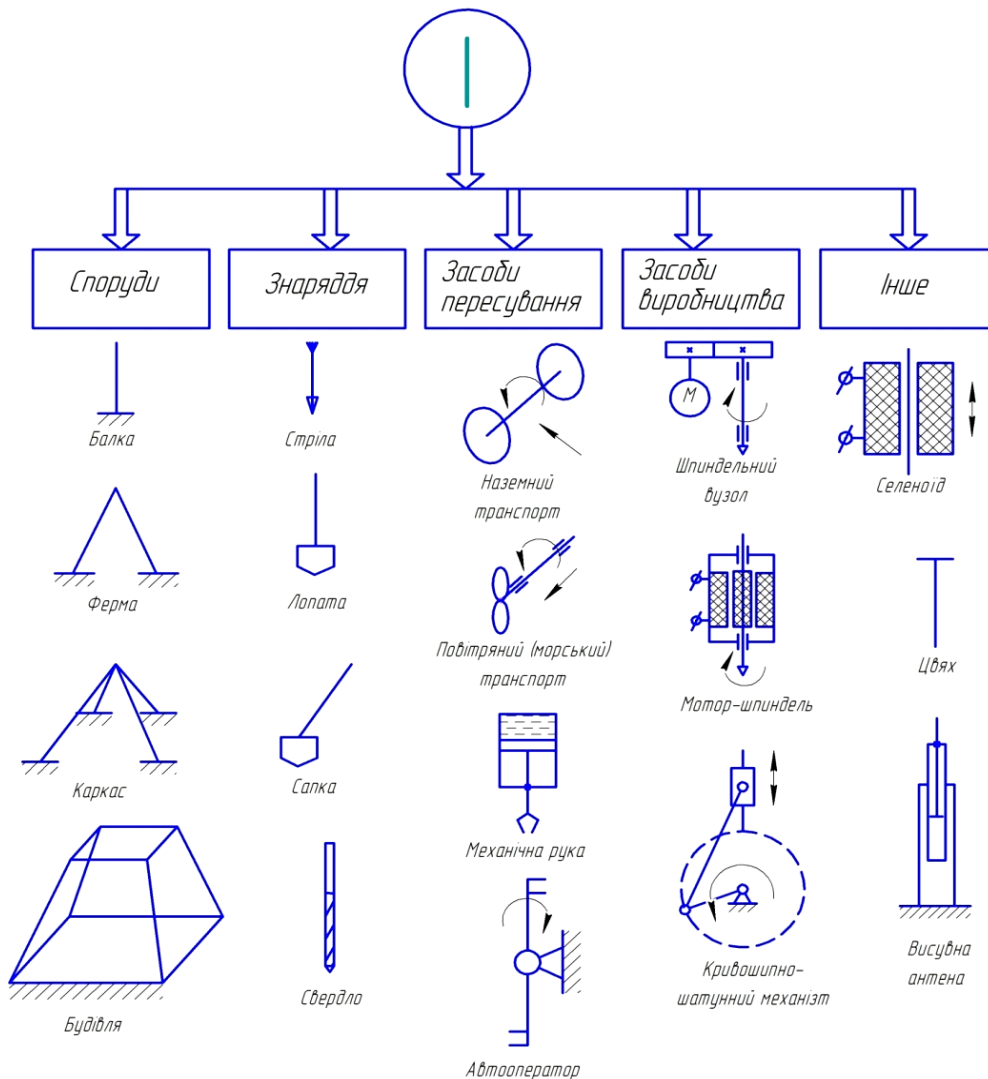 Споруди
Знаряддя
Засоби
пересування
Засоби
виробництва
Інше
Балка
Ферма
Каркас
Будівля
Стріла
Лопата
Сапка
Свердло
Наземний
транспорт
Повітряний (морський)
транспорт
Механічна рука
Автооператор
М
Шпиндельний
вузол
Мотор-шпиндель
Кривошипно-
шатунний механізт
Селеноїд
Цвях
Висувна
антена